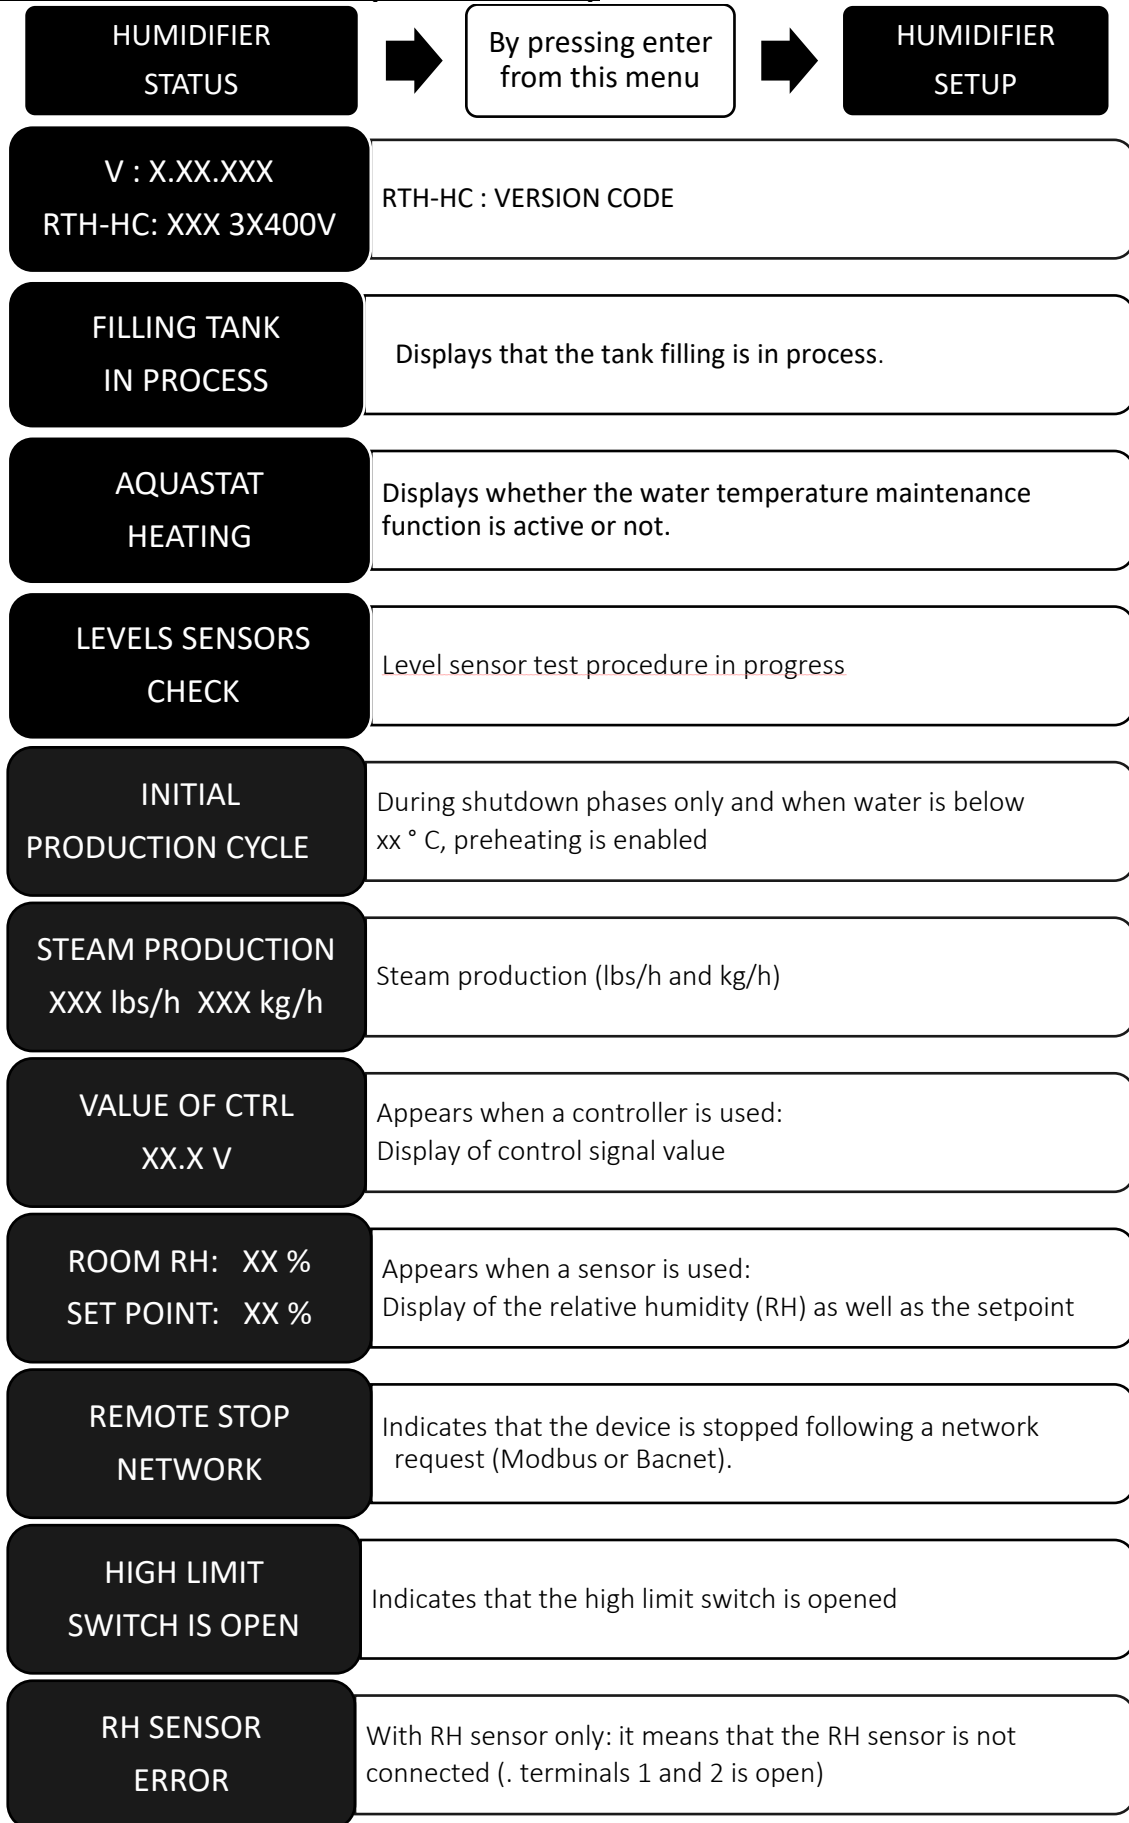 HUMIDIFIER
STATUS
By pressing enter
from this menu
HUMIDIFIER
SETUP
V : X.XX.XXX
RTH-HC: XXX 3X400V
RTH-HC : VERSION CODE
FILLING TANK
IN PROCESS
Displays that the tank filling is in process.
AQUASTAT
HEATING
Displays whether the water temperature maintenance
function is active or not.
LEVELS SENSORS
CHECK
Level sensor test procedure in progress
INITIAL
PRODUCTION CYCLE
During shutdown phases only and when water is below
xx ° C, preheating is enabled
STEAM PRODUCTION
XXX lbs/h XXX kg/h
Steam production (lbs/h and kg/h)
VALUE OF CTRL
XX.X V
Appears when a controller is used:
Display of control signal value
ROOM RH: XX %
SET POINT: XX %
Appears when a sensor is used:
Display of the relative humidity (RH) as well as the setpoint
REMOTE STOP
NETWORK
Indicates that the device is stopped following a network
request (Modbus or Bacnet).
HIGH LIMIT
SWITCH IS OPEN
Indicates that the high limit switch is opened
RH SENSOR
ERROR
With RH sensor only: it means that the RH sensor is not
connected (. terminals 1 and 2 is open)